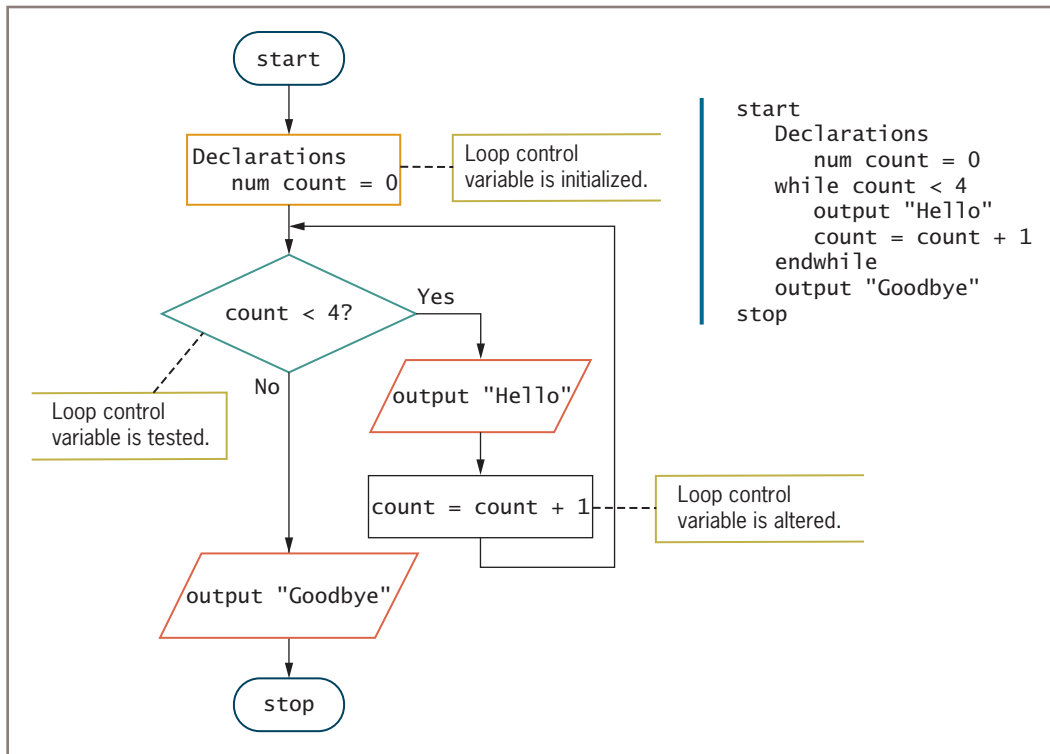 start
Declarations
num count = 0
Loop control
variable is initialized.
count < 4?
Yes
No
Loop control
variable is tested.
output "Hello"
count = count + 1
Loop control
variable is altered.
output "Goodbye"
stop
start
Declarations
num count = 0
while count < 4
output "Hello"
count = count + 1
endwhile
output "Goodbye"
stop